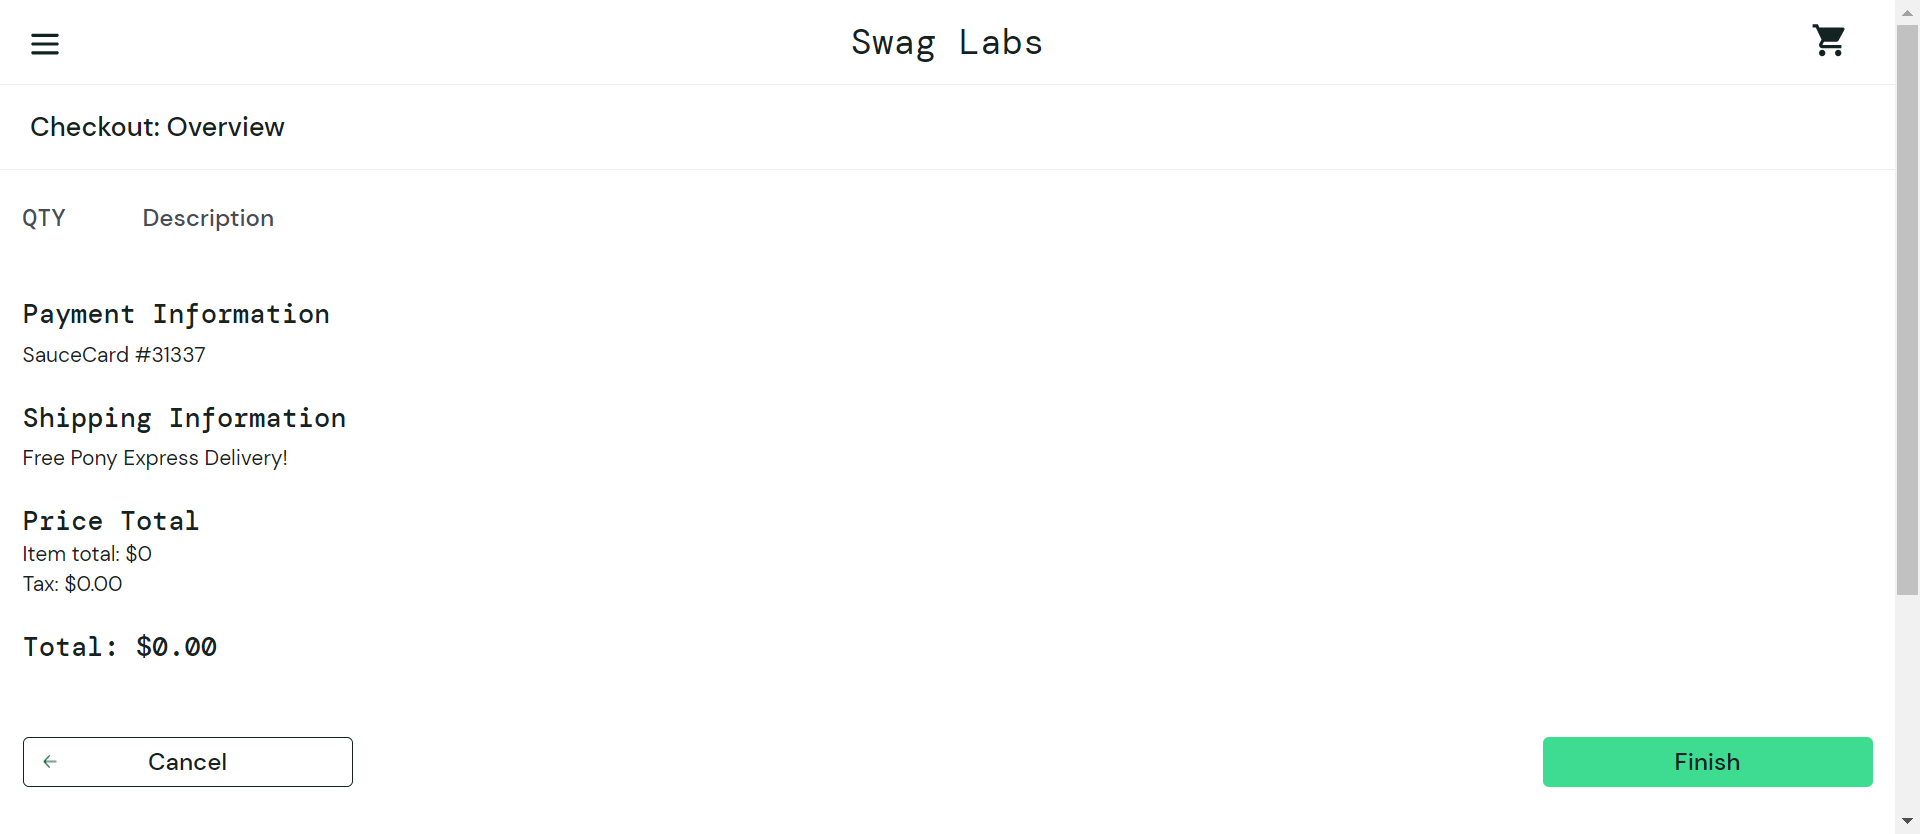 Swag Labs
Checkout: Overview
QTY Description
Payment Information
SauceCard #31337
Shipping Information
Free Pony Express Delivery!
Price Total
Item total: $0
Tax: $0.00
Total: $0.00
Cancel
Finish